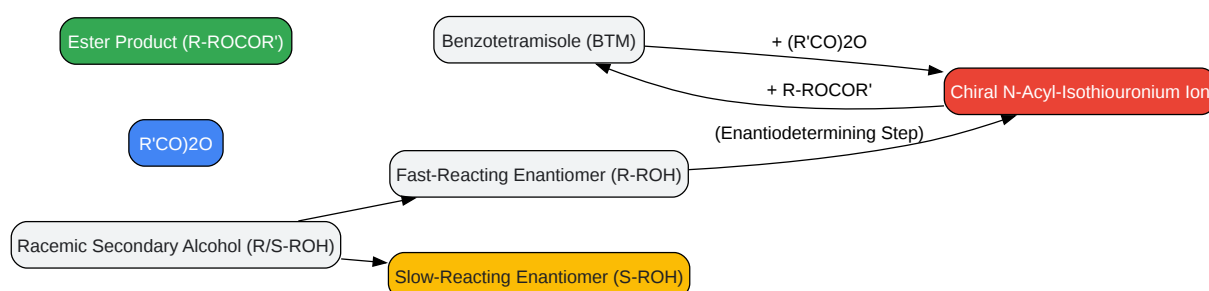 Ester Product (R-ROCOR')
Benzotetramisole (BTM)
+ (R'CO)2O
Chiral N-Acyl-Isothiouronium Ion
+ R-ROCOR'
(Enantiodetermining Step)
R'CO)2O
Fast-Reacting Enantiomer (R-ROH)
Racemic Secondary Alcohol (R/S-ROH)
Slow-Reacting Enantiomer (S-ROH)